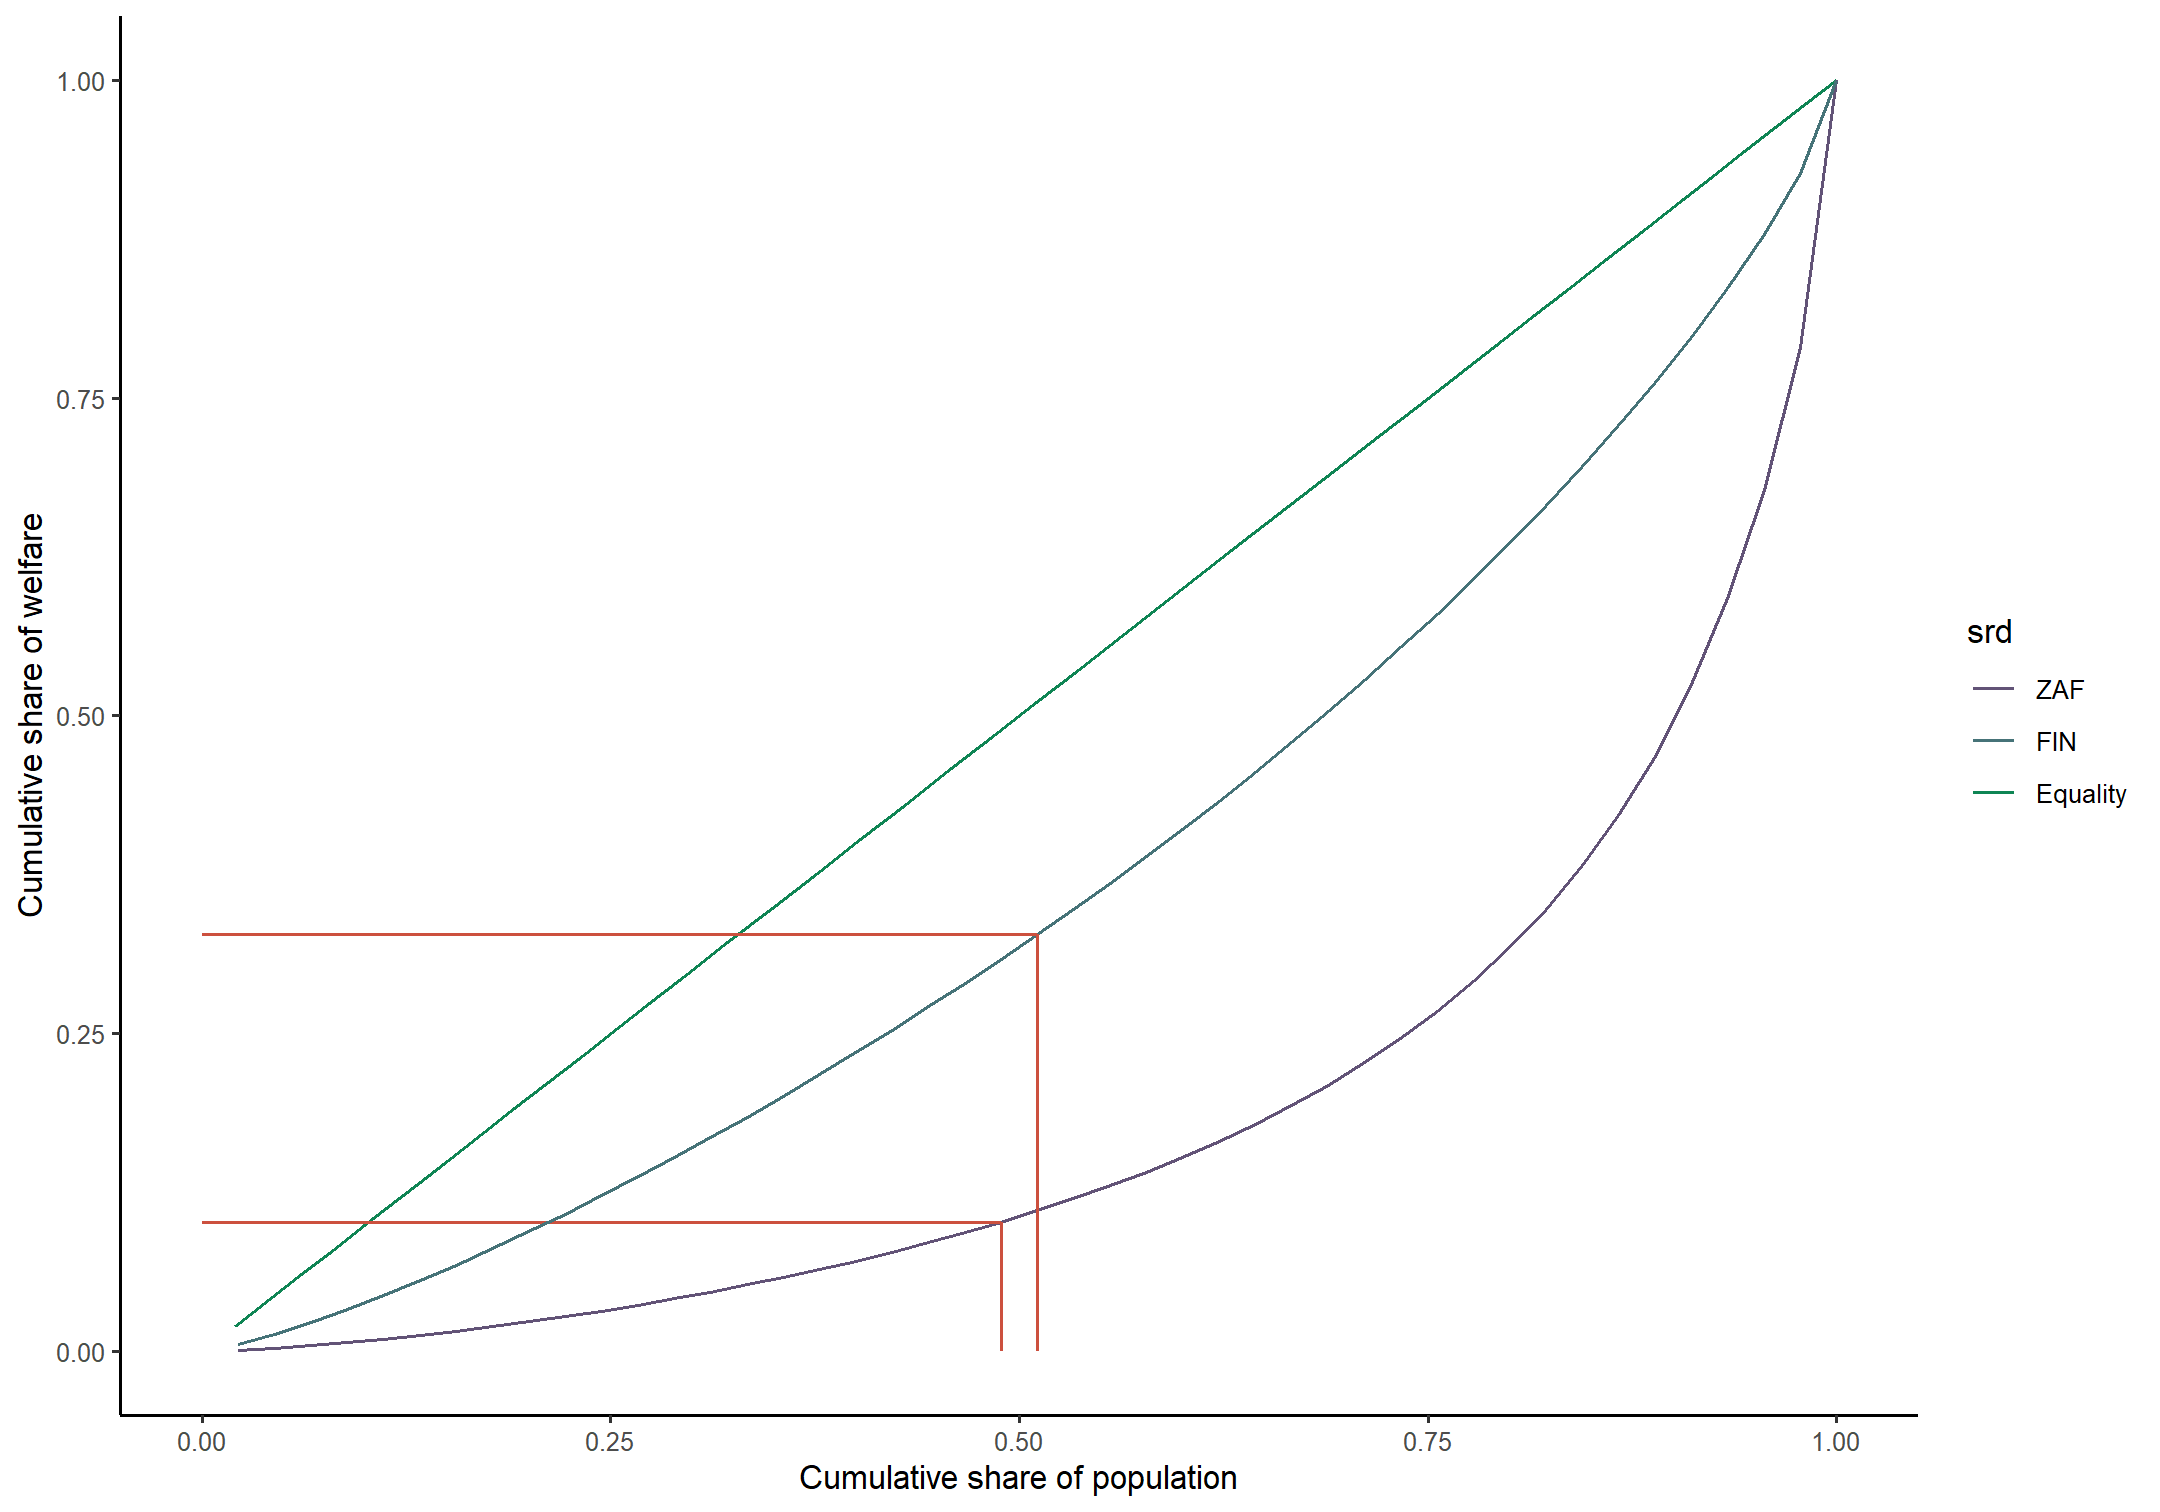 1.00
0.75
0.50
0.25
0.00
Cumulative share of welfare
0.00 0.25 0.50 0.75 1.00
Cumulative share of population
srd
ZAF
FIN
Equality